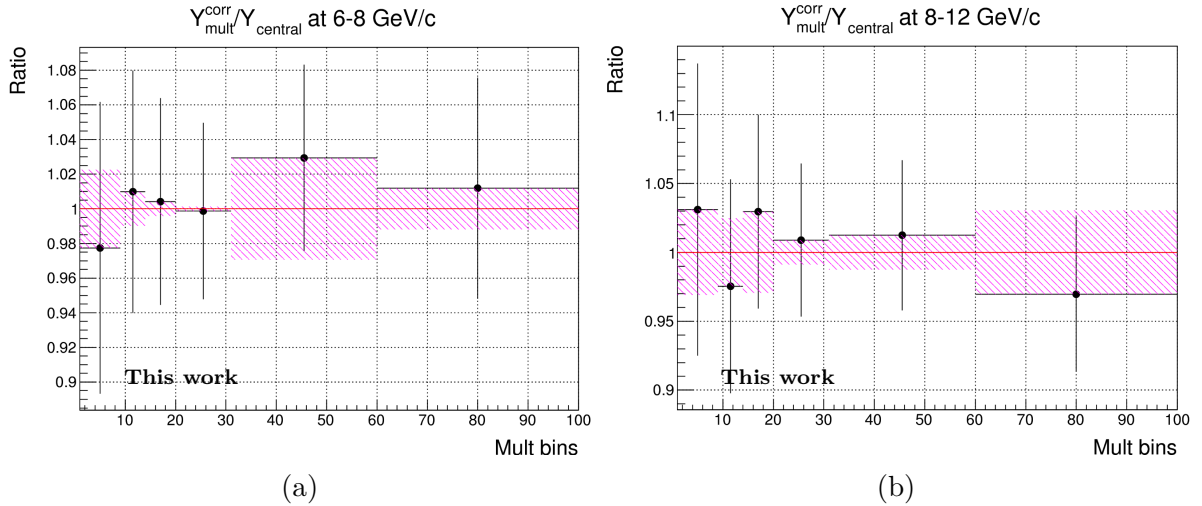 Y^corr_mult/Y_central at 6-8 GeV/c
Ratio
1.08
1.06
1.04
1.02
1
0.98
0.96
0.94
0.92
0.9
This work
10 20 30 40 50 60 70 80 90 100
Mult bins
(a)
Y^corr_mult/Y_central at 8-12 GeV/c
Ratio
1.1
1.05
1
0.95
0.9
This work
10 20 30 40 50 60 70 80 90 100
Mult bins
(b)